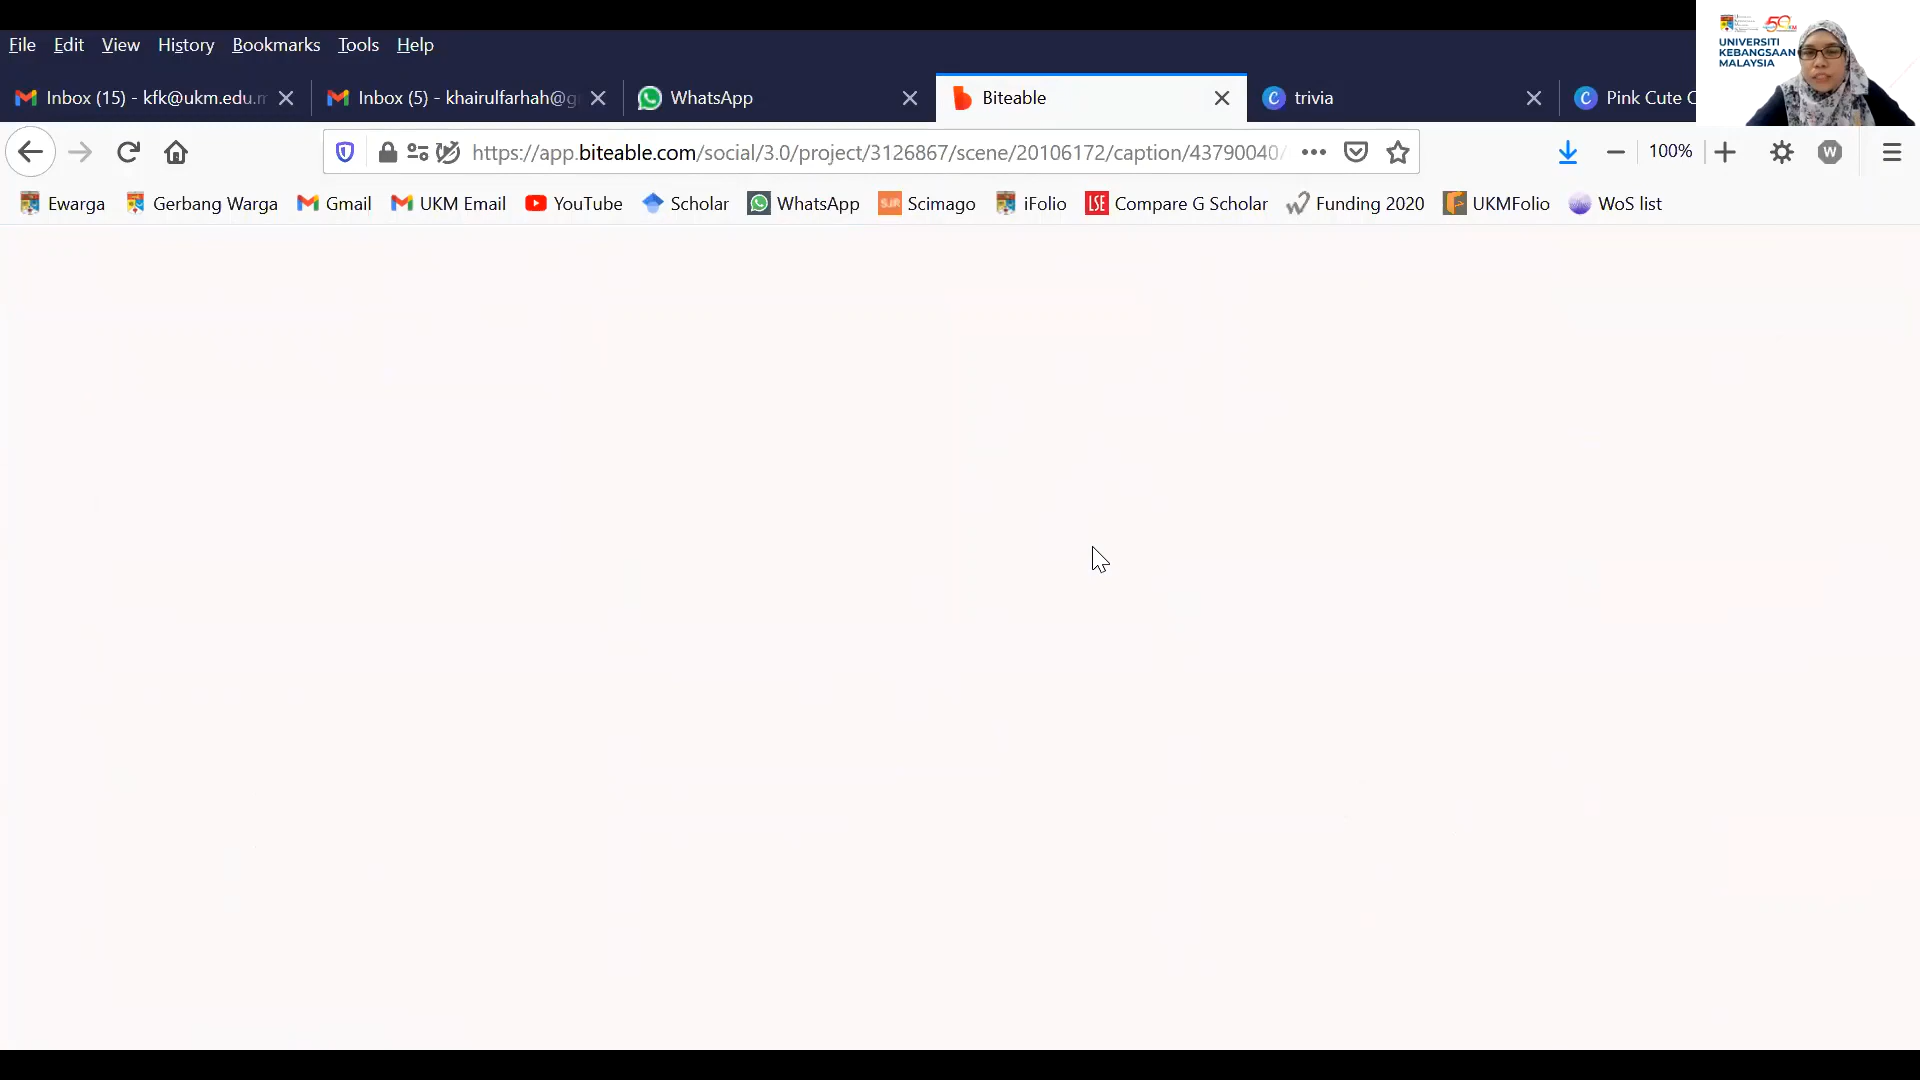 UNIVERSITI
KEBANGSAAN
MALAYSIA
File Edit View History Bookmarks Tools Help
Inbox (15) - kfk@ukm.edu.m Inbox (5) - khairulfarhah@g WhatsApp Biteable trivia Pink Cute C
https://app.biteable.com/social/3.0/project/3126867/scene/20106172/caption/43790040/ 100% W
Ewarga Gerbang Warga Gmail UKM Email YouTube Scholar WhatsApp SJR Scimago iFolio LSE Compare G Scholar Funding 2020 UKMFolio WoS list